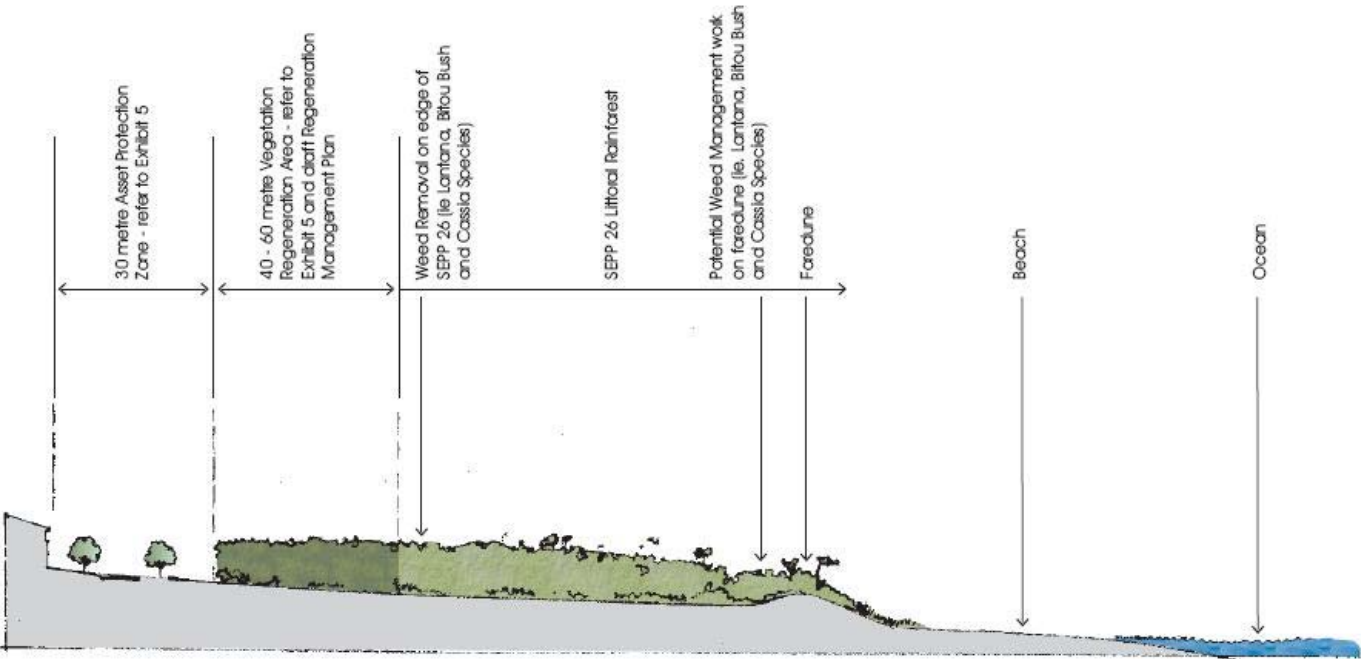 30 metre Asset Protection
Zone - refer to Exhibit 5
40 - 60 metre Vegetation
Regeneration Area - refer to
Exhibit 5 and draft Regeneration
Management Plan
Weed Removal on edge of
SEPP 26 (ie Lantana, Bitou Bush
and Cassia Species)
SEPP 26 Littoral Rainforest
Potential Weed Management work
on foredune (ie. Lantana, Bitou Bush
and Cassia Species)
Foredune
Beach
Ocean